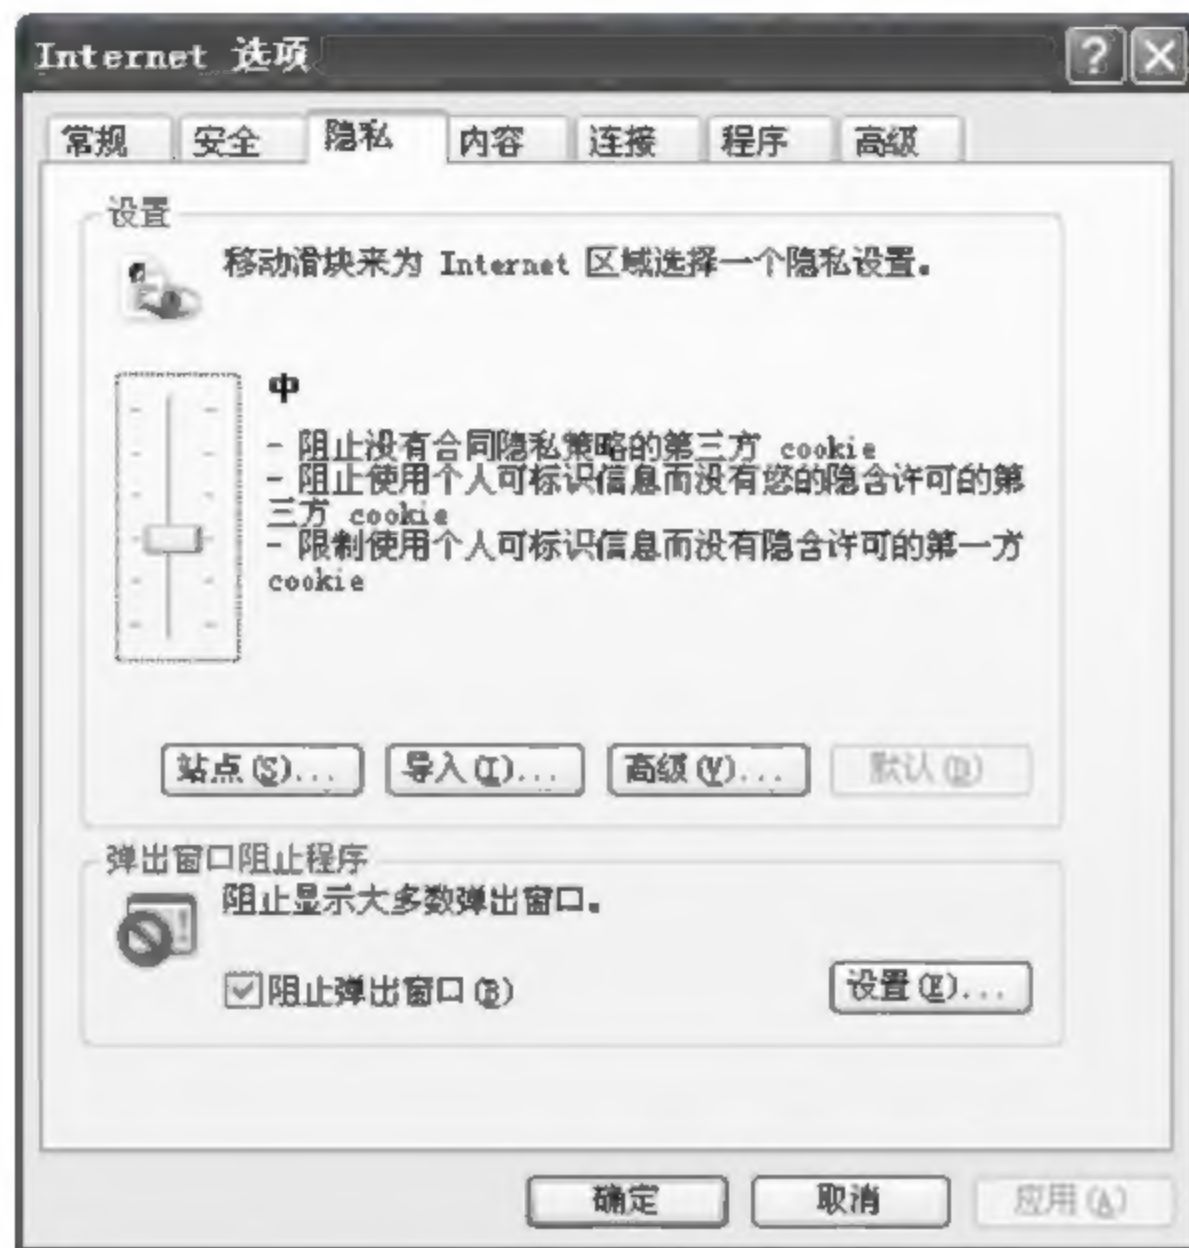 Internet 选项
常规 安全 隐私 内容 连接 程序 高级
设置
移动滑块来为 Internet 区域选择一个隐私设置。
中
- 阻止没有合同隐私策略的第三方 cookie
- 阻止使用个人可标识信息而没有您的隐含许可的第
三方 cookie
- 限制使用个人可标识信息而没有隐含许可的第一方
cookie
站点(S)... 导入(I)... 高级(V)... 默认(D)
弹出窗口阻止程序
阻止显示大多数弹出窗口。
阻止弹出窗口(B) 设置(E)...
确定 取消 应用(A)